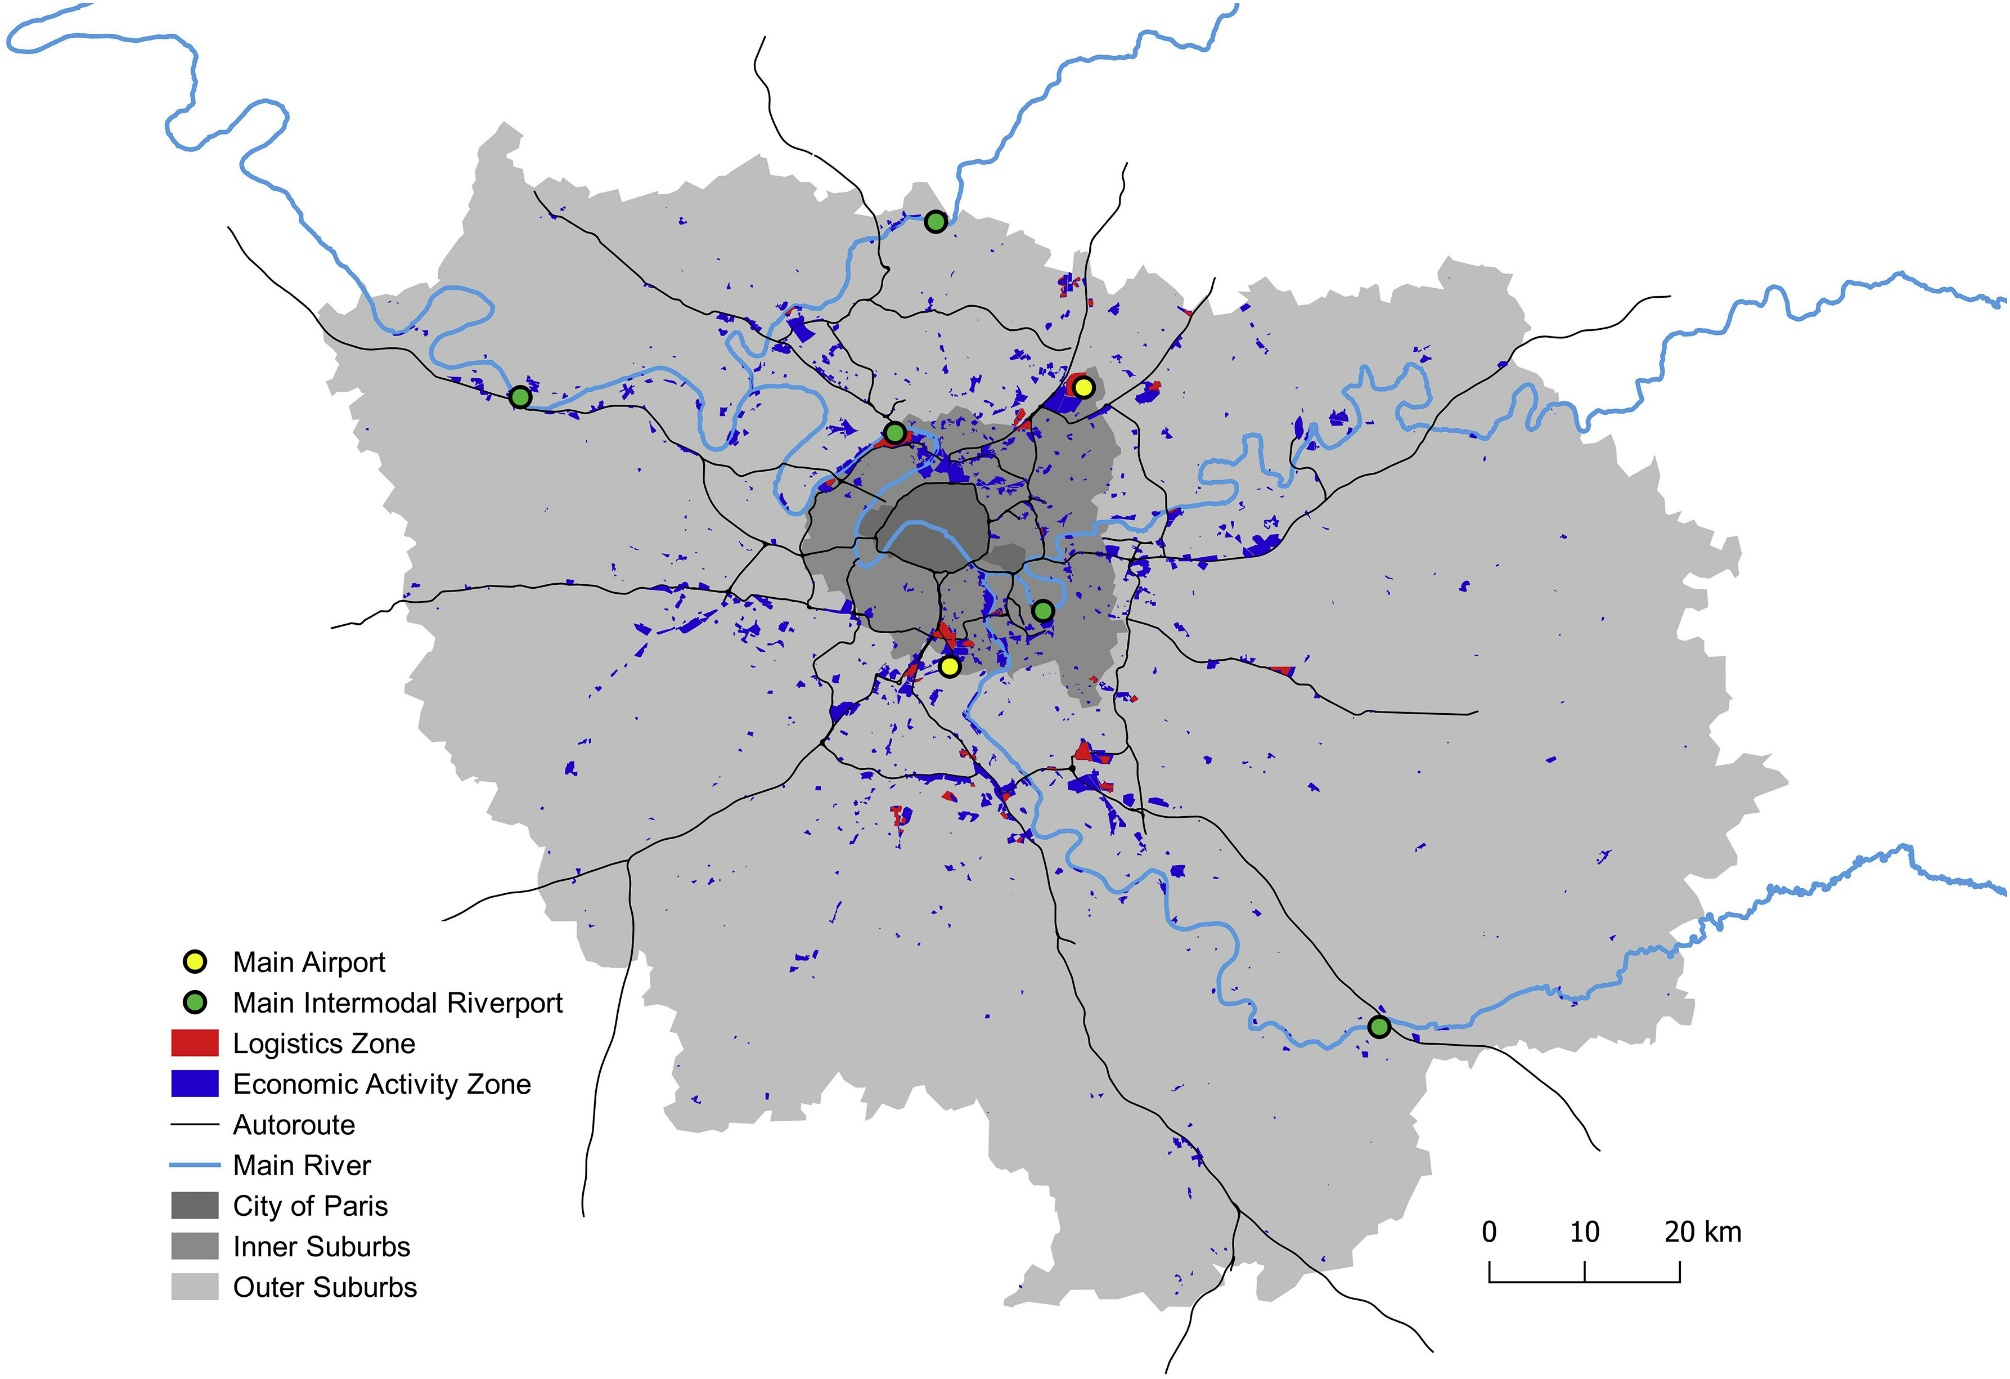 Main Airport
Main Intermodal Riverport
Logistics Zone
Economic Activity Zone
Autoroute
Main River
City of Paris
Inner Suburbs
Outer Suburbs
0 10 20 km